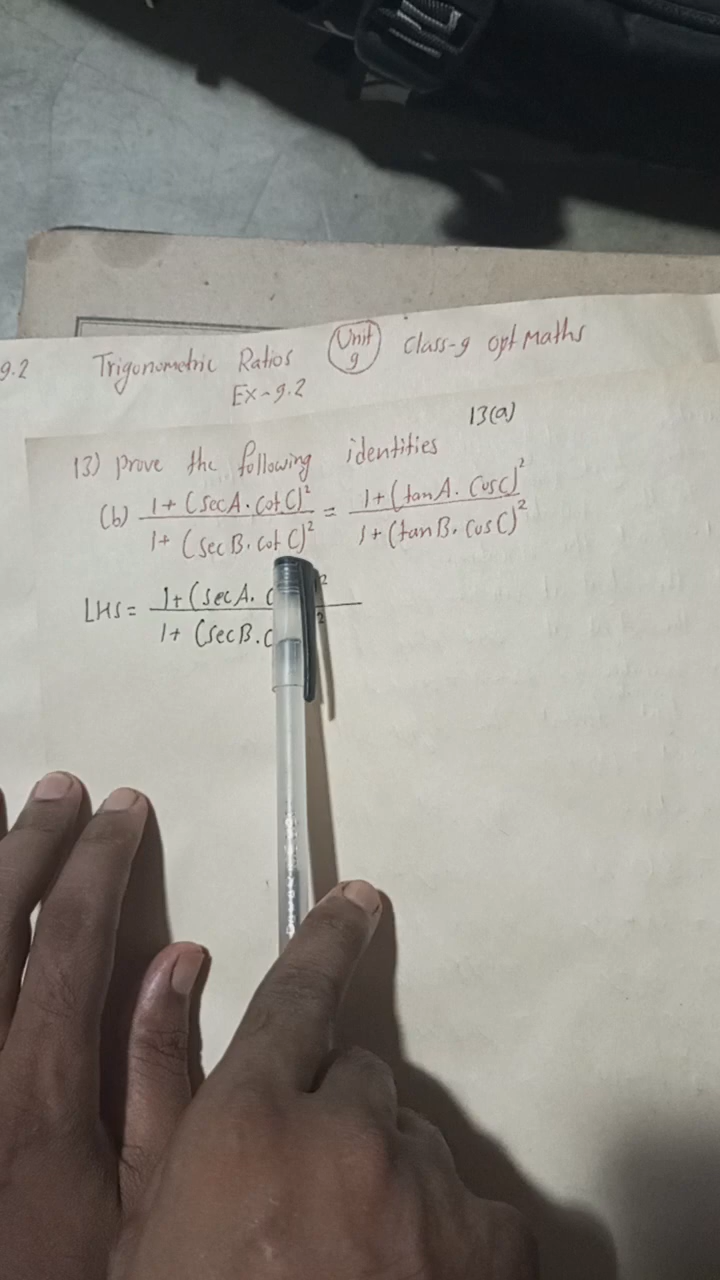 9.2 Trigonometric Ratios Unit 9 Class-9 opt Maths
Ex-9.2
13(a)
13) prove the following identities
(b) 1+(secA.cotC)² / 1+(secB.cotC)² = 1+(tanA.CosC)² / 1+(tanB.CosC)²
LHS = 1+(secA. / 1+(secB.